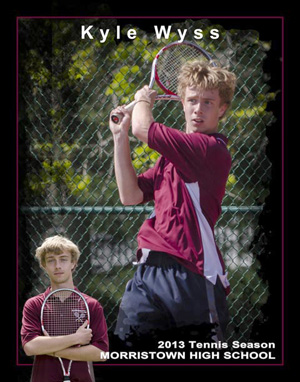 Kyle Wyss
2013 Tennis Season
MORRISTOWN HIGH SCHOOL